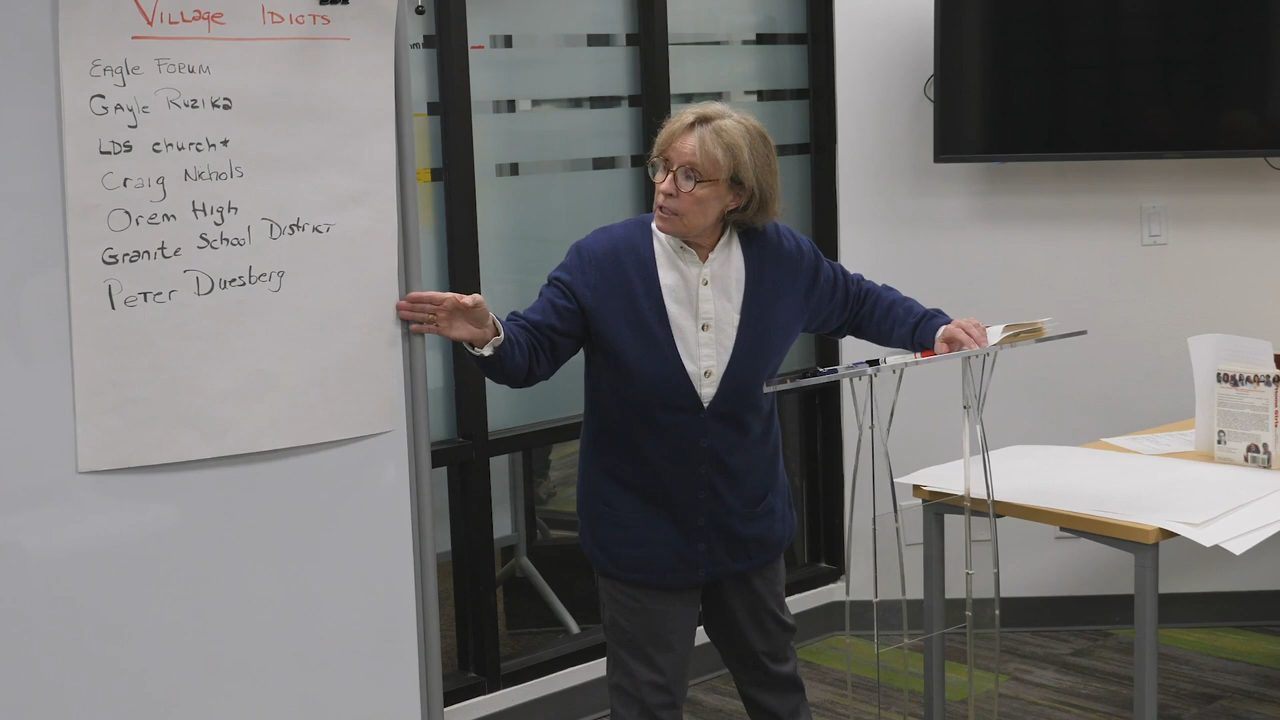 Village Idiots
Eagle Forum
Gayle Ruzika
LDS church*
Craig Nichols
Orem High
Granite School District
Peter Duesberg